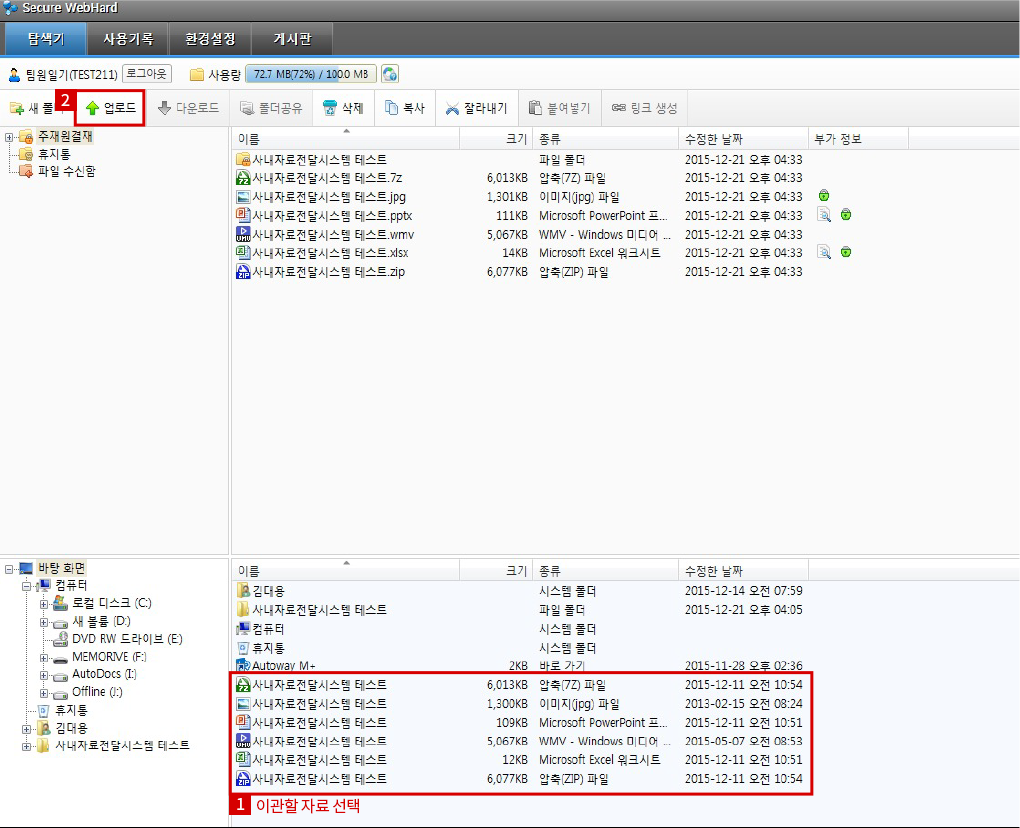 Secure WebHard
탐색기 사용기록 환경설정 게시판
팀원일기(TEST211) 로그아웃 사용량 72.7 MB(72%) / 100.0 MB
새 폴 2 업로드 다운로드 폴더공유 삭제 복사 잘라내기 붙여넣기 링크 생성
주재원결재
휴지통
파일 수신함
이름 크기 종류 수정한 날짜 부가 정보
사내자료전달시스템 테스트 파일 폴더 2015-12-21 오후 04:33
사내자료전달시스템 테스트.7z 6,013KB 압축(7Z) 파일 2015-12-21 오후 04:33
사내자료전달시스템 테스트.jpg 1,301KB 이미지(jpg) 파일 2015-12-21 오후 04:33
사내자료전달시스템 테스트.pptx 111KB Microsoft PowerPoint 프... 2015-12-21 오후 04:33
사내자료전달시스템 테스트.wmv 5,067KB WMV - Windows 미디어 ... 2015-12-21 오후 04:33
사내자료전달시스템 테스트.xlsx 14KB Microsoft Excel 워크시트 2015-12-21 오후 04:33
사내자료전달시스템 테스트.zip 6,077KB 압축(ZIP) 파일 2015-12-21 오후 04:33
바탕 화면
컴퓨터
로컬 디스크 (C:)
새 볼륨 (D:)
DVD RW 드라이브 (E:)
MEMORIVE (F:)
AutoDocs (I:)
Offline (J:)
휴지통
김대용
사내자료전달시스템 테스트
이름 크기 종류 수정한 날짜
김대용 시스템 폴더 2015-12-14 오전 07:59
사내자료전달시스템 테스트 파일 폴더 2015-12-21 오후 04:05
컴퓨터 시스템 폴더
휴지통 시스템 폴더
Autoway M+ 2KB 바로 가기 2015-11-28 오후 02:36
사내자료전달시스템 테스트 6,013KB 압축(7Z) 파일 2015-12-11 오전 10:54
사내자료전달시스템 테스트 1,300KB 이미지(jpg) 파일 2013-02-15 오전 08:24
사내자료전달시스템 테스트 109KB Microsoft PowerPoint 프... 2015-12-11 오전 10:51
사내자료전달시스템 테스트 5,067KB WMV - Windows 미디어 ... 2015-05-07 오전 08:53
사내자료전달시스템 테스트 12KB Microsoft Excel 워크시트 2015-12-11 오전 10:51
사내자료전달시스템 테스트 6,077KB 압축(ZIP) 파일 2015-12-11 오전 10:54
1 이관할 자료 선택